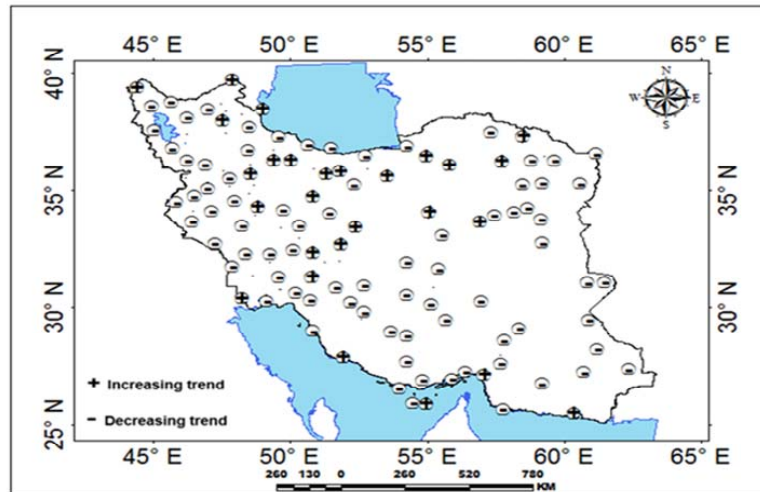 45° E 50° E 55° E 60° E 65° E
40° N
35° N
30° N
25° N
N
W E
S
40° N
35° N
30° N
25° N
+ Increasing trend
- Decreasing trend
45° E 50° E 55° E 60° E 65° E
260 130 0 260 520 780
KM